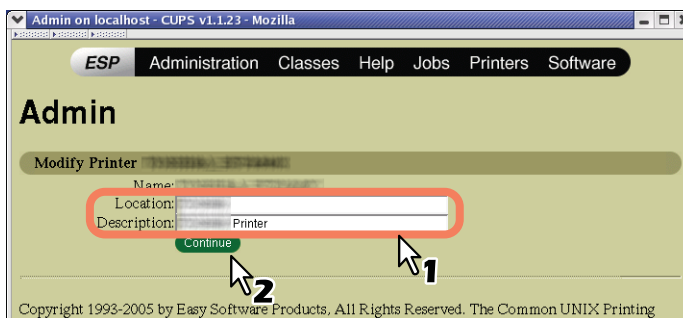 Admin on localhost - CUPS v1.1.23 - Mozilla
ESP Administration Classes Help Jobs Printers Software
Admin
Modify Printer
Name:
Location:
Description: Printer
Continue
1
2
Copyright 1993-2005 by Easy Software Products, All Rights Reserved. The Common UNIX Printing